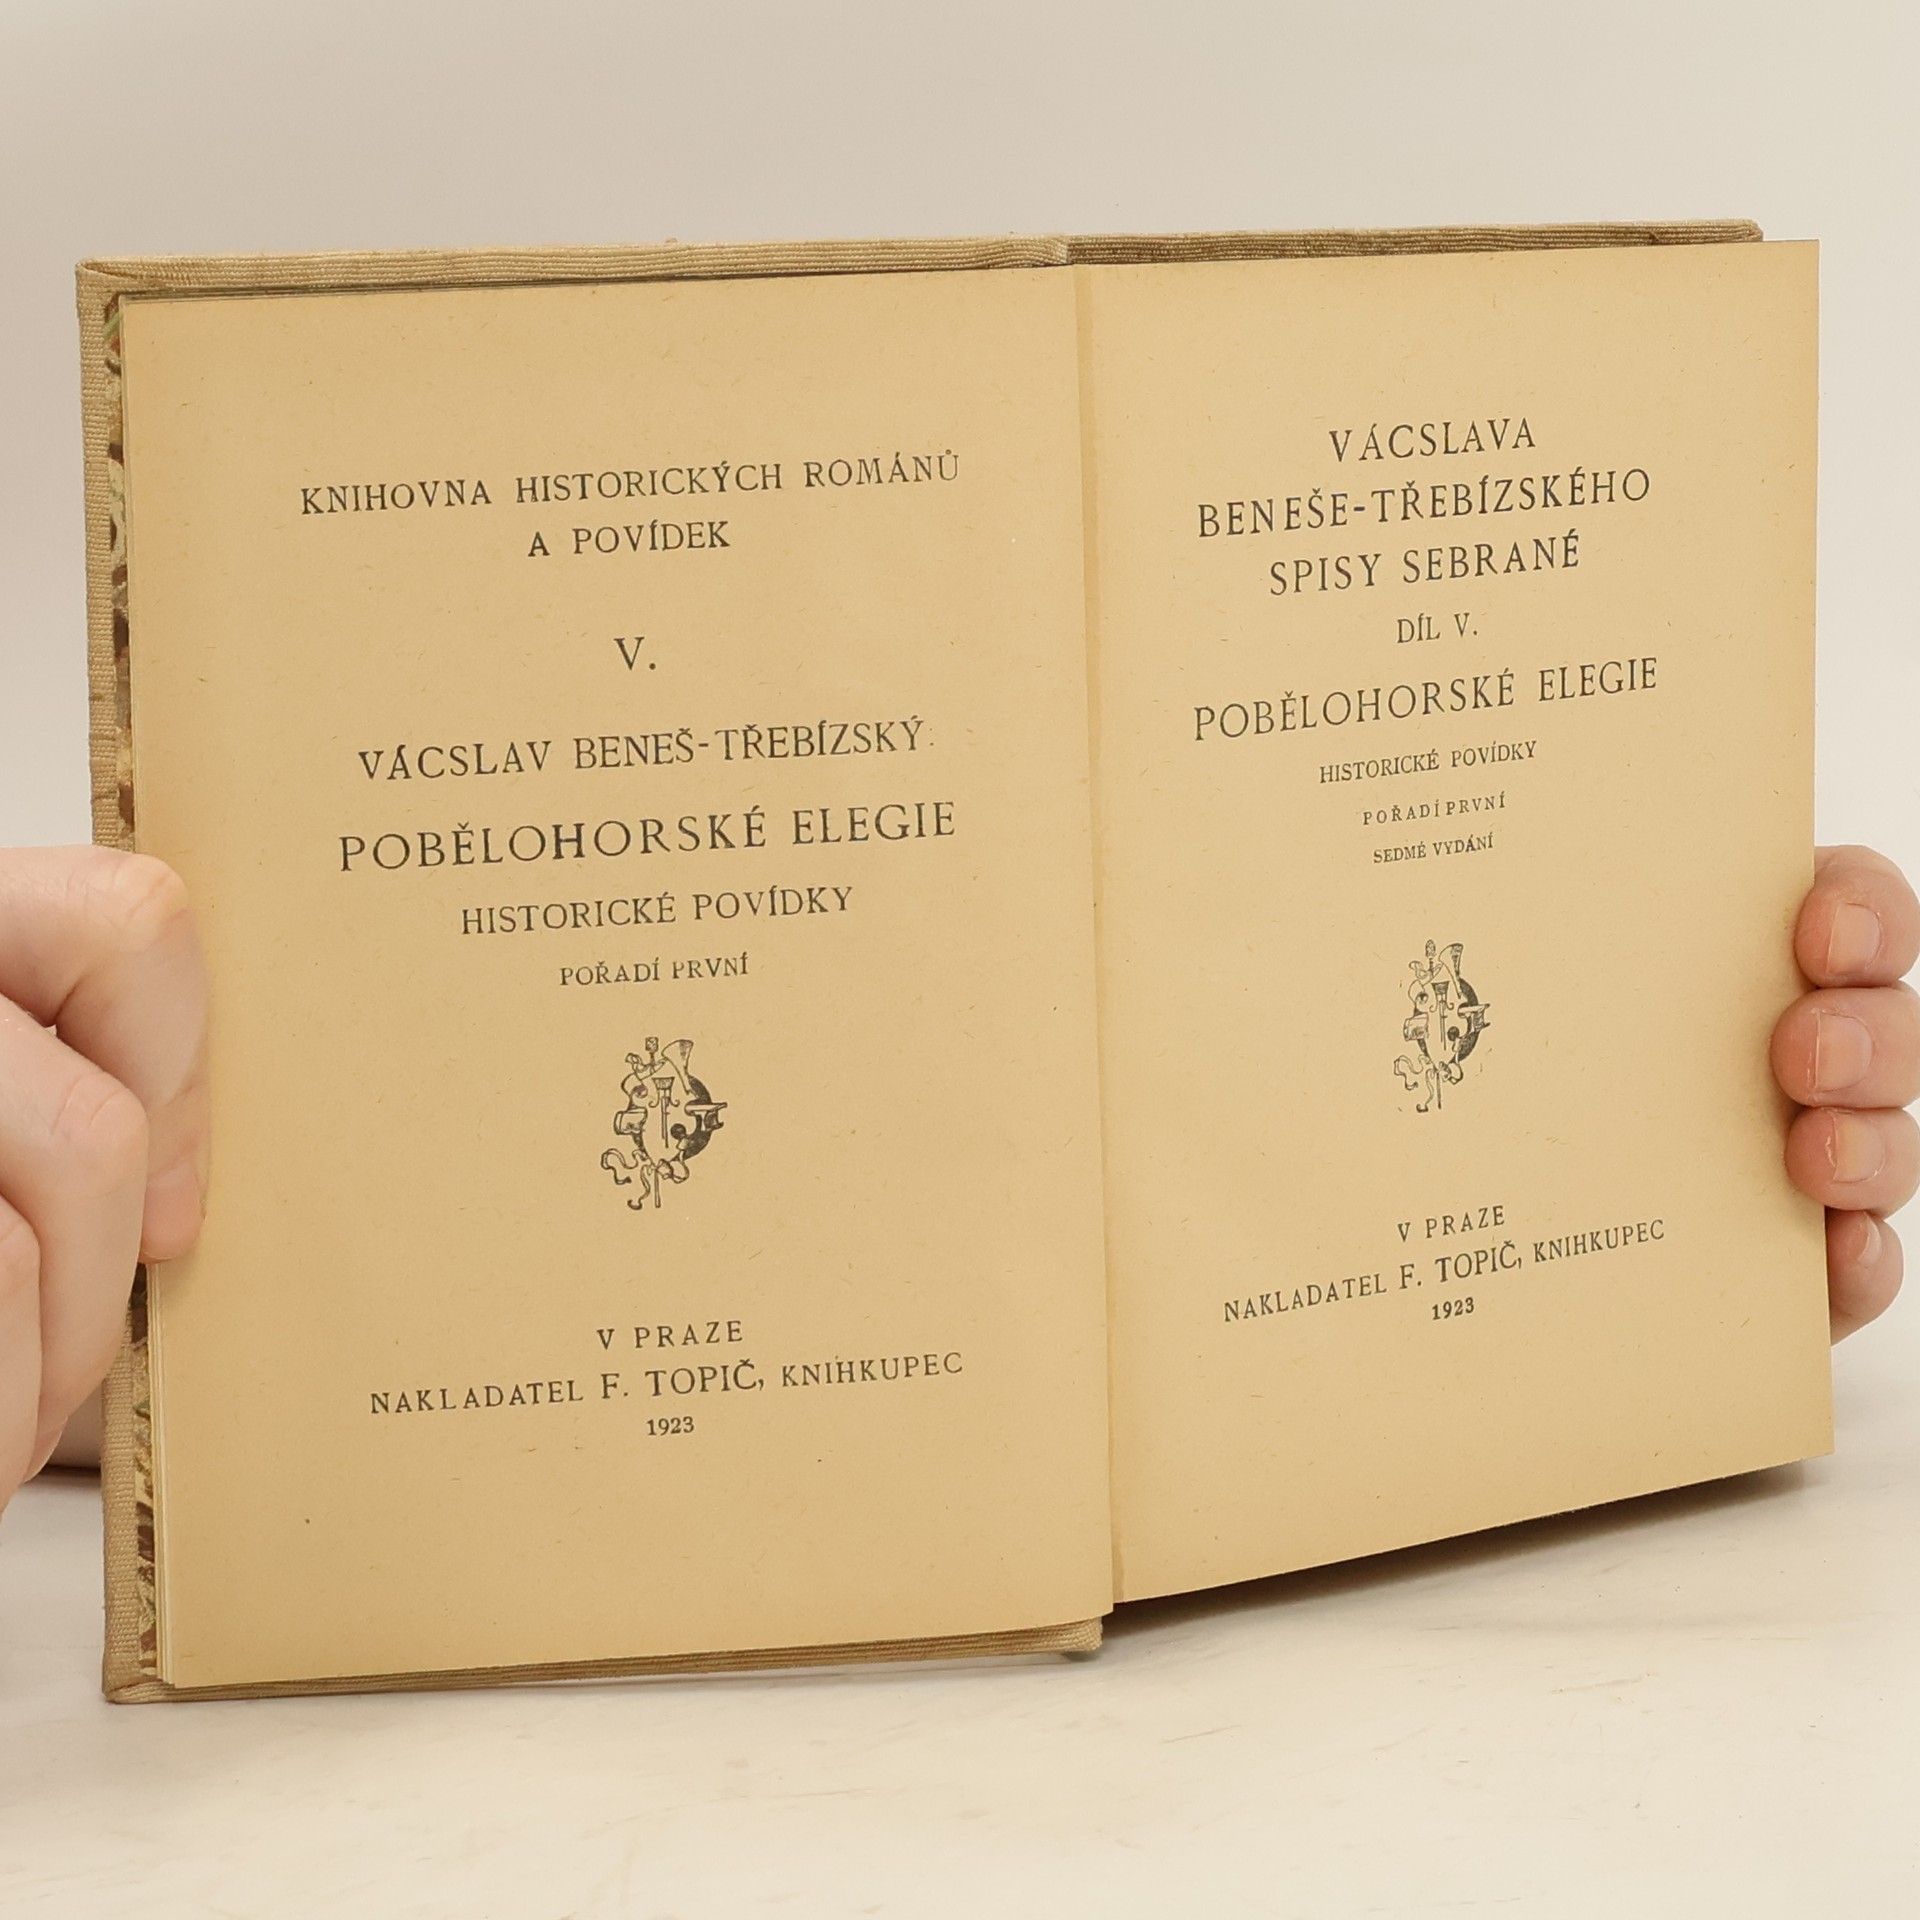 KNIHOVNA HISTORICKÝCH ROMÁNŮ
A POVÍDEK
V.
VÁCSLAV BENEŠ-TŘEBÍZSKÝ:
POBĚLOHORSKÉ ELEGIE
HISTORICKÉ POVÍDKY
POŘADÍ PRVNÍ
V PRAZE
NAKLADATEL F. TOPIČ, KNIHKUPEC
1923
VÁCSLAVA
BENEŠE-TŘEBÍZSKÉHO
SPISY SEBRANÉ
DÍL V.
POBĚLOHORSKÉ ELEGIE
HISTORICKÉ POVÍDKY
POŘADÍ PRVNÍ
SEDMÉ VYDÁNÍ
V PRAZE
NAKLADATEL F. TOPIČ, KNIHKUPEC
1923